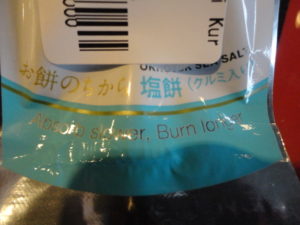 i Kur
OKHOTSK SEA SALT
お餅のちから 塩餅(クルミ入り)
Absorb slower, Burn longer